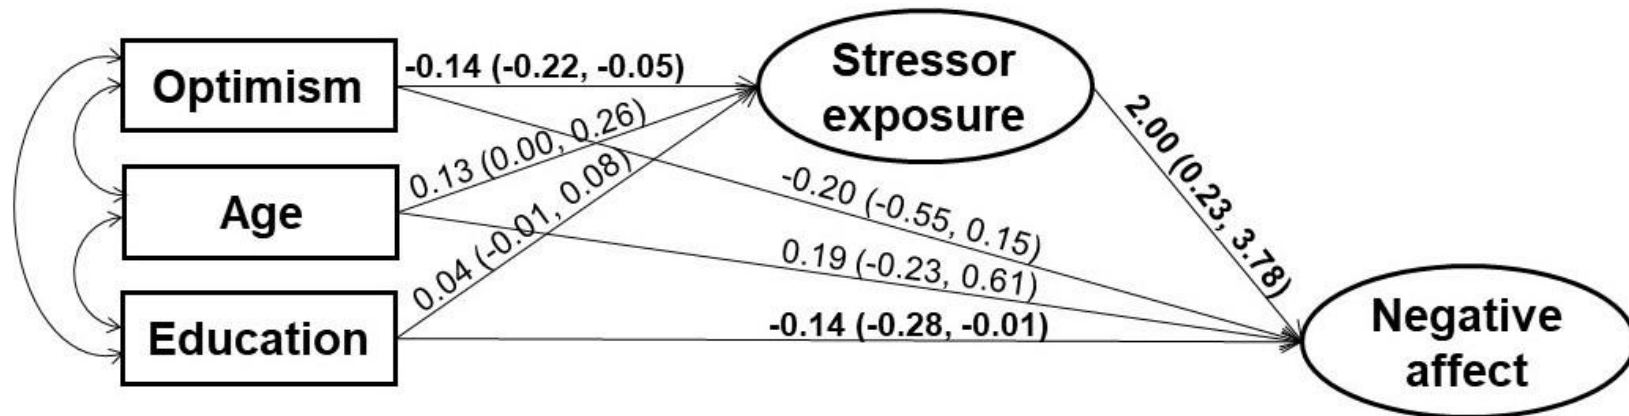 Optimism
-0.14 (-0.22, -0.05)
Stressor
exposure
Age
0.13 (0.00, 0.26)
0.04 (-0.01, 0.08)
-0.20 (-0.55, 0.15)
0.19 (-0.23, 0.61)
2.00 (0.23, 3.78)
Education
-0.14 (-0.28, -0.01)
Negative
affect